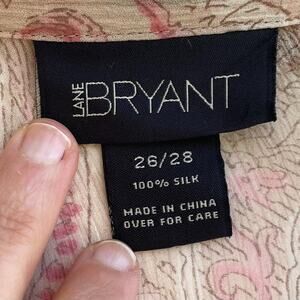 LANE BRYANT
26/28
100% SILK
MADE IN CHINA
OVER FOR CARE